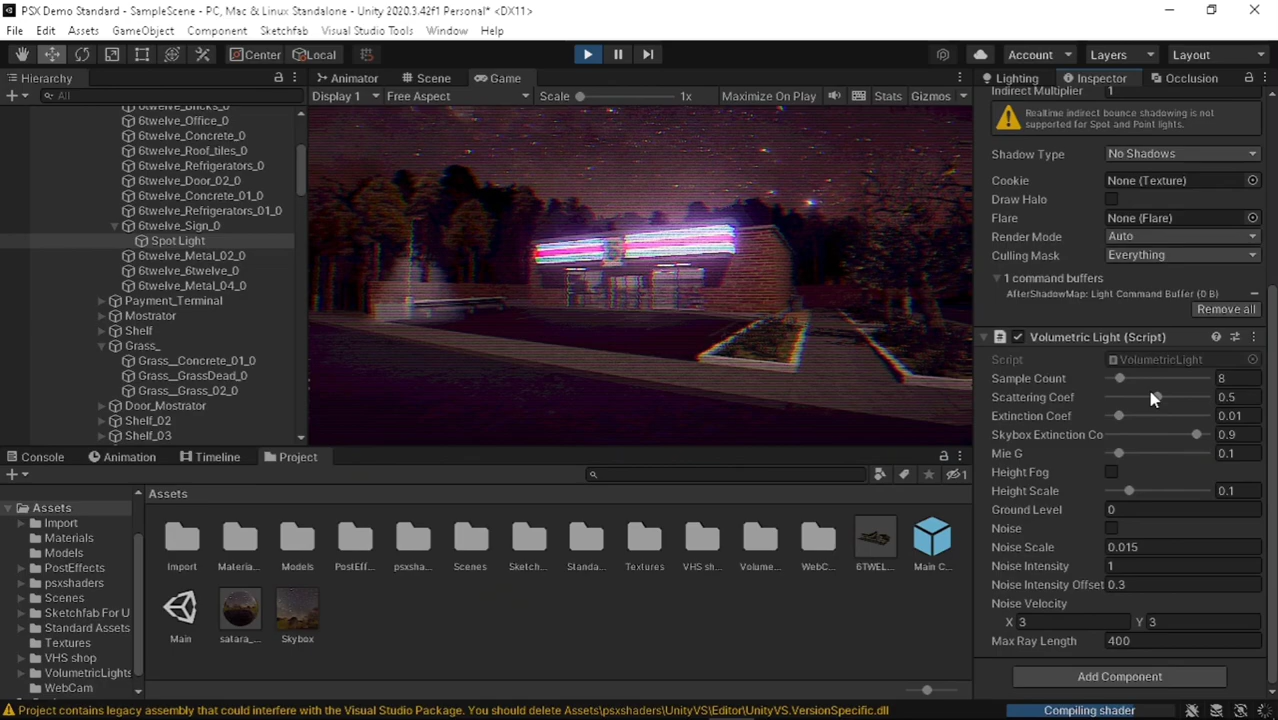 PSX Demo Standard - SampleScene - PC, Mac & Linux Standalone - Unity 2020.3.42f1 Personal* <DX11>
File Edit Assets GameObject Component Sketchfab Visual Studio Tools Window Help
Center Local Account Layers Layout
Hierarchy
All
6twelve_Bricks_0
6twelve_Office_0
6twelve_Concrete_0
6twelve_Roof_tiles_0
6twelve_Refrigerators_0
6twelve_Door_02_0
6twelve_Concrete_01_0
6twelve_Refrigerators_01_0
6twelve_Sign_0
Spot Light
6twelve_Metal_02_0
6twelve_6twelve_0
6twelve_Metal_04_0
Payment_Terminal
Mostrator
Shelf
Grass_
Grass__Concrete_01_0
Grass__GrassDead_0
Grass__Grass_02_0
Door_Mostrator
Shelf_02
Shelf_03
Animator Scene Game
Display 1 Free Aspect Scale 1x Maximize On Play Stats Gizmos
Lighting Inspector Occlusion
Indirect Multiplier 1
Realtime indirect bounce shadowing is not
supported for Spot and Point lights.
Shadow Type No Shadows
Cookie None (Texture)
Draw Halo
Flare None (Flare)
Render Mode Auto
Culling Mask Everything
1 command buffers
AfterShadowMap: Light Command Buffer (0 B)
Remove all
Volumetric Light (Script)
Script VolumetricLight
Sample Count 8
Scattering Coef 0.5
Extinction Coef 0.01
Skybox Extinction Co 0.9
Mie G 0.1
Height Fog
Height Scale 0.1
Ground Level 0
Noise
Noise Scale 0.015
Noise Intensity 1
Noise Intensity Offset 0.3
Noise Velocity
X 3 Y 3
Max Ray Length 400
Add Component
Console Animation Timeline Project
1
Assets
Import
Materials
Models
PostEffects
psxshaders
Scenes
Sketchfab For U
Standard Assets
Textures
VHS shop
VolumetricLights
WebCam
Assets
Import Materia... Models PostEff... psxsha... Scenes Sketch... Standa... Textures VHS sh... Volume... WebC... 6TWEL... Main C...
Main satara_... Skybox
Project contains legacy assembly that could interfere with the Visual Studio Package. You should delete Assets/psxshaders/UnityVS/Editor/UnityVS.VersionSpecific.dll
Compiling shader